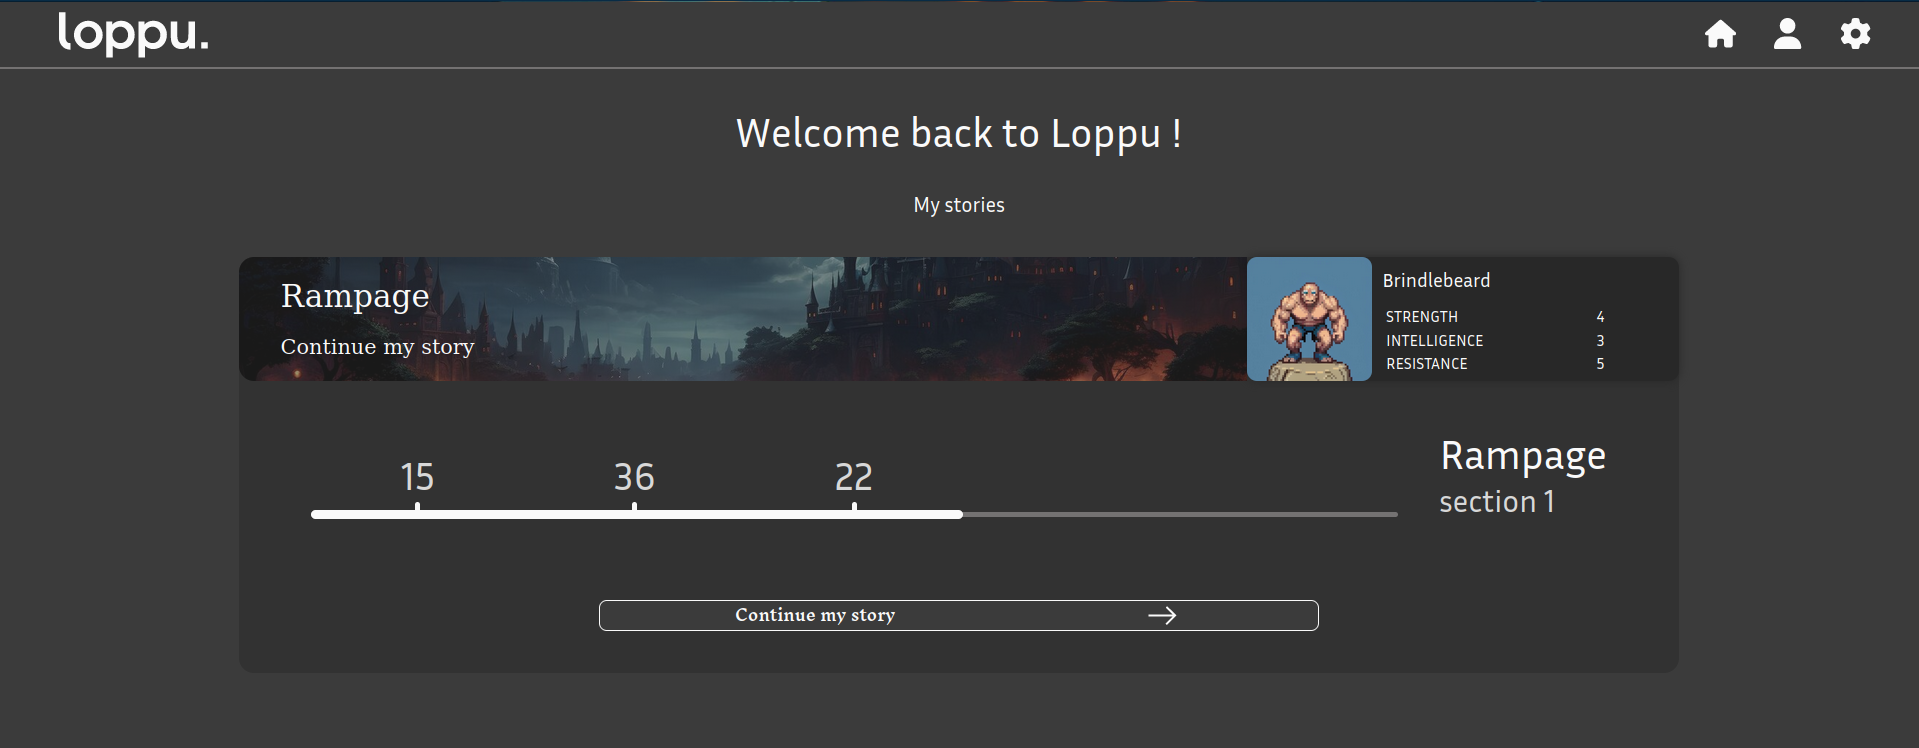 loppu.
Welcome back to Loppu !
My stories
Rampage
Continue my story
Brindlebeard
STRENGTH 4
INTELLIGENCE 3
RESISTANCE 5
15 36 22
Rampage
section 1
Continue my story